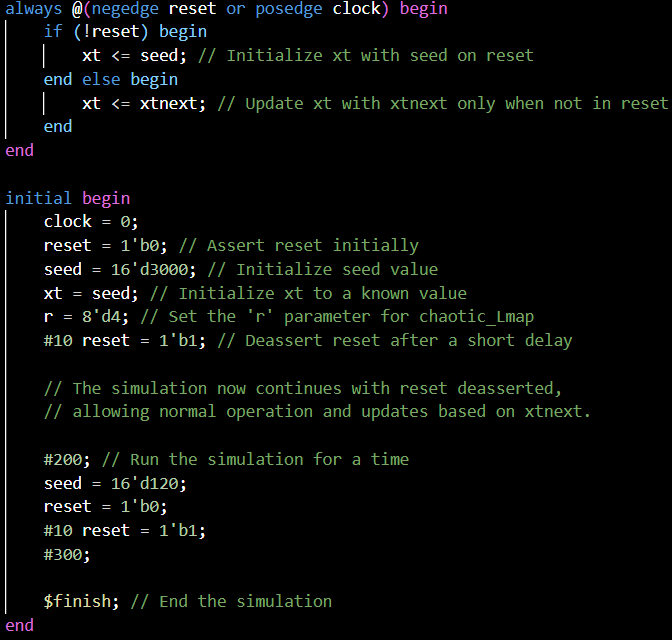 always @(negedge reset or posedge clock) begin
    if (!reset) begin
        xt <= seed; // Initialize xt with seed on reset
    end else begin
        xt <= xtnext; // Update xt with xtnext only when not in reset
    end
end

initial begin
    clock = 0;
    reset = 1'b0; // Assert reset initially
    seed = 16'd3000; // Initialize seed value
    xt = seed; // Initialize xt to a known value
    r = 8'd4; // Set the 'r' parameter for chaotic_Lmap
    #10 reset = 1'b1; // Deassert reset after a short delay

    // The simulation now continues with reset deasserted,
    // allowing normal operation and updates based on xtnext.

    #200; // Run the simulation for a time
    seed = 16'd120;
    reset = 1'b0;
    #10 reset = 1'b1;
    #300;

    $finish; // End the simulation
end